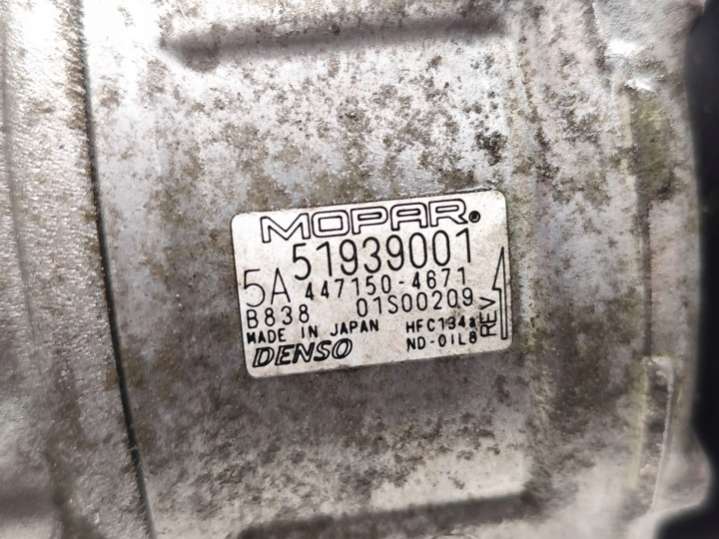 MOPAR®
51939001
5A 447150-4671
B838 01S00209
MADE IN JAPAN HFC134a
DENSO ND-OIL8
REV